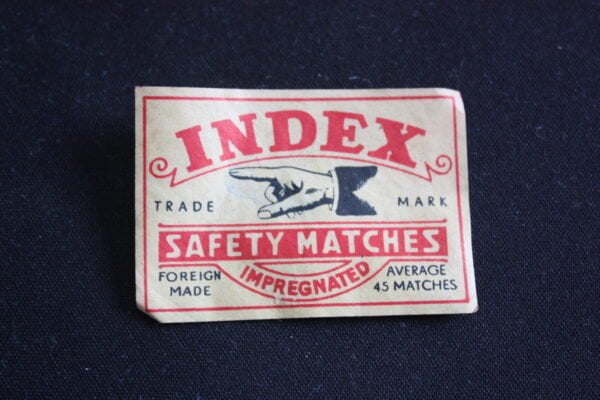 INDEX
TRADE MARK
SAFETY MATCHES
IMPREGNATED
FOREIGN MADE
AVERAGE 45 MATCHES